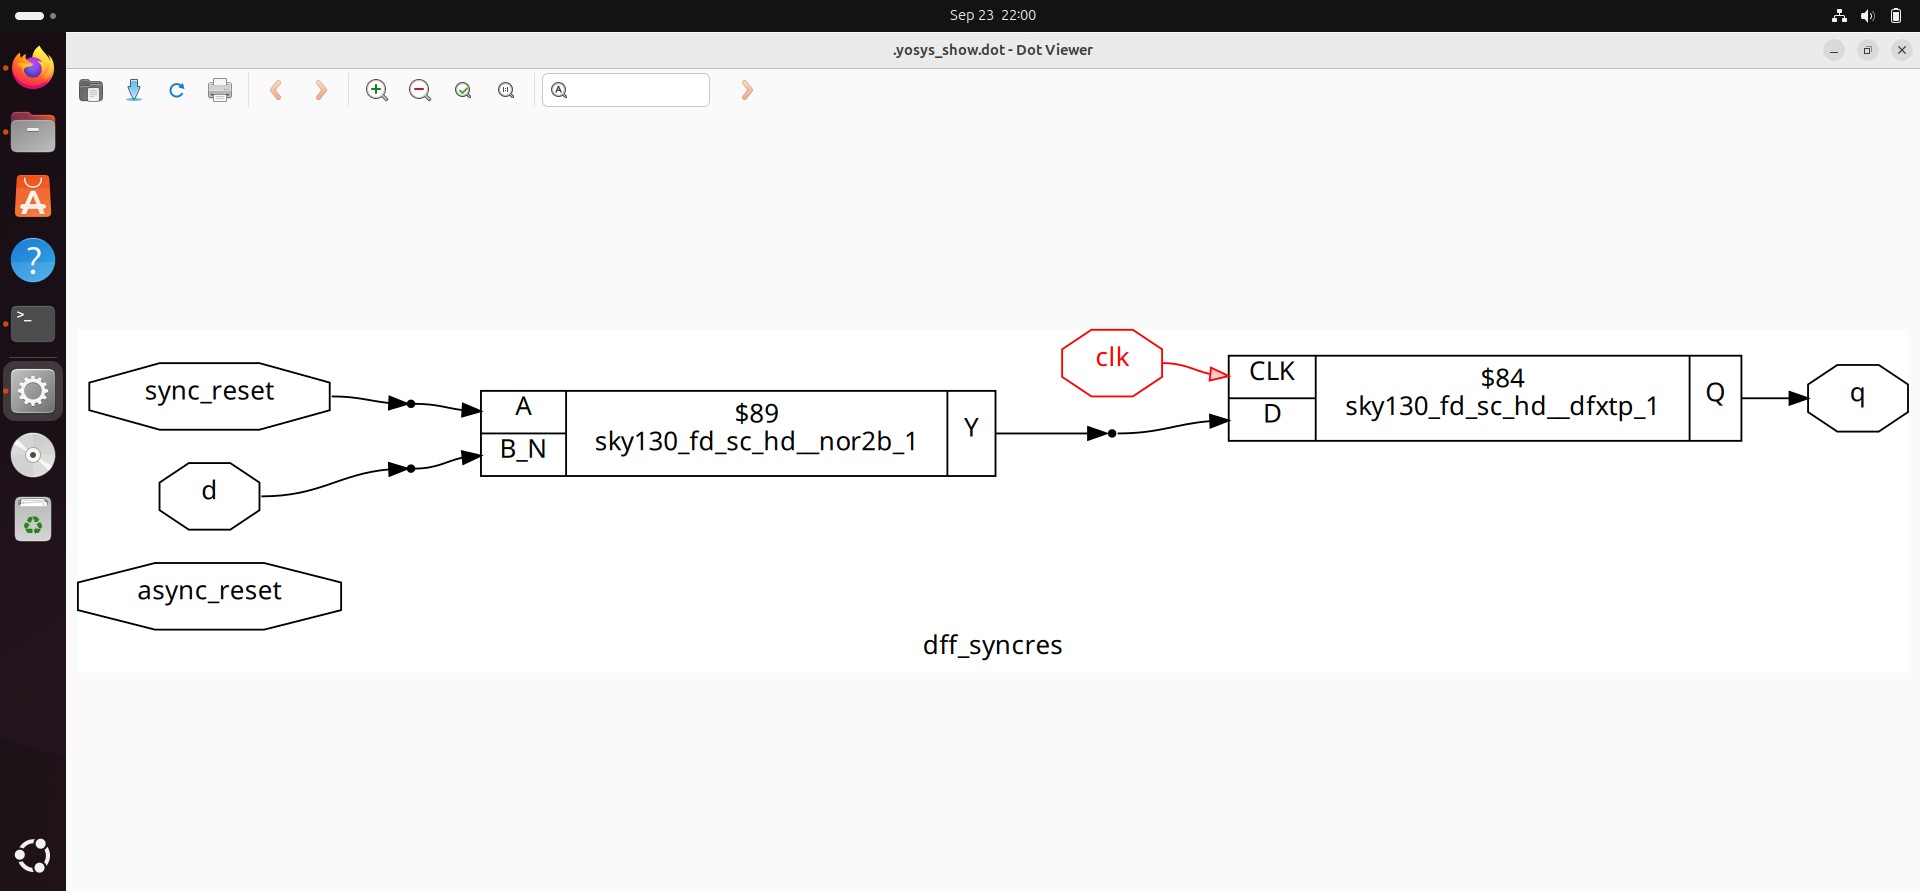 Sep 23 22:00
.yosys_show.dot - Dot Viewer
sync_reset
d
async_reset
A
B_N
$89
sky130_fd_sc_hd__nor2b_1
Y
clk
CLK
D
$84
sky130_fd_sc_hd__dfxtp_1
Q
q
dff_syncres